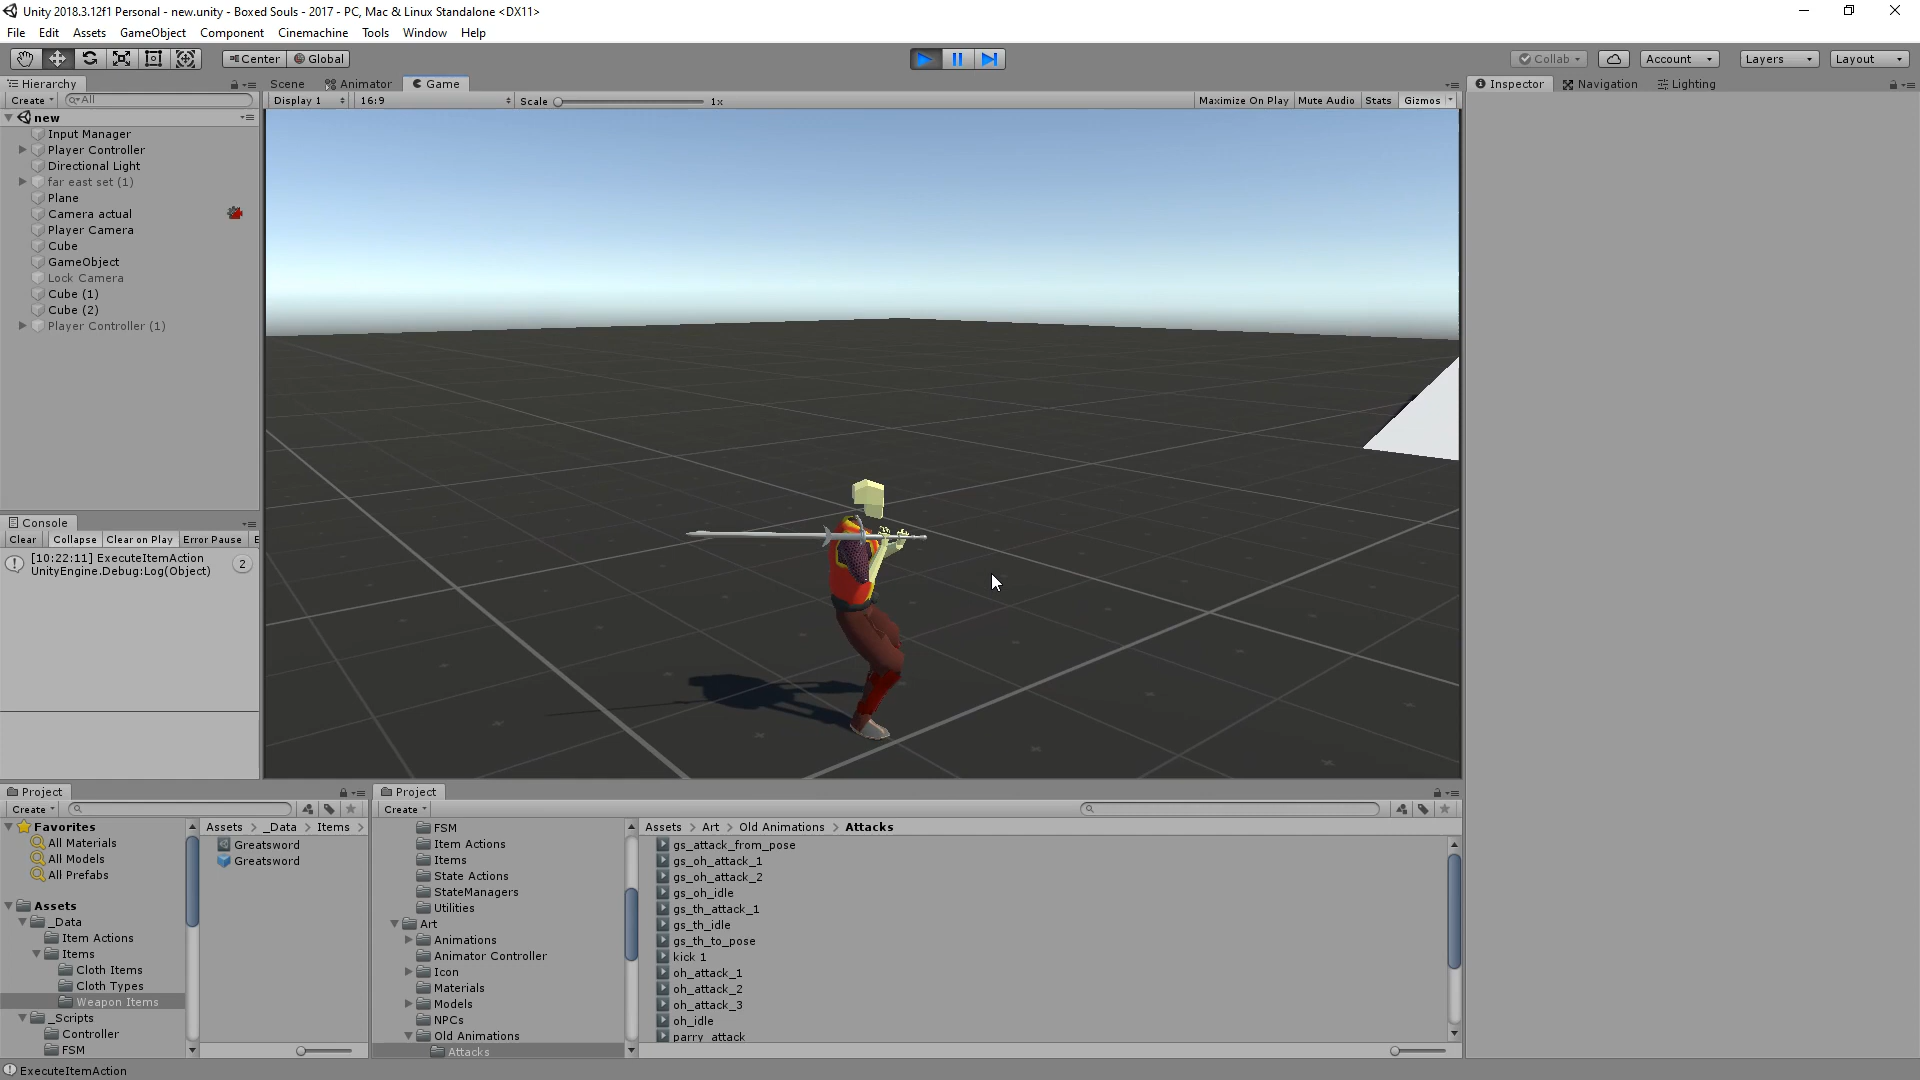 Unity 2018.3.12f1 Personal - new.unity - Boxed Souls - 2017 - PC, Mac & Linux Standalone <DX11>
File Edit Assets GameObject Component Cinemachine Tools Window Help
Center Global Collab Account Layers Layout
Hierarchy Scene Animator Game Inspector Navigation Lighting
Create All Display 1 16:9 Scale 1x Maximize On Play Mute Audio Stats Gizmos
new
Input Manager
Player Controller
Directional Light
far east set (1)
Plane
Camera actual
Player Camera
Cube
GameObject
Lock Camera
Cube (1)
Cube (2)
Player Controller (1)
Console
Clear Collapse Clear on Play Error Pause E
[10:22:11] ExecuteItemAction
UnityEngine.Debug:Log(Object)
2
Project
Create
Favorites
All Materials
All Models
All Prefabs
Assets
_Data
Item Actions
Items
Cloth Items
Cloth Types
Weapon Items
_Scripts
Controller
FSM
Assets > _Data > Items >
Greatsword
Greatsword
Project
Create
FSM
Item Actions
Items
State Actions
StateManagers
Utilities
Art
Animations
Animator Controller
Icon
Materials
Models
NPCs
Old Animations
Attacks
Assets > Art > Old Animations > Attacks
gs_attack_from_pose
gs_oh_attack_1
gs_oh_attack_2
gs_oh_idle
gs_th_attack_1
gs_th_idle
gs_th_to_pose
kick 1
oh_attack_1
oh_attack_2
oh_attack_3
oh_idle
parry_attack
ExecuteItemAction